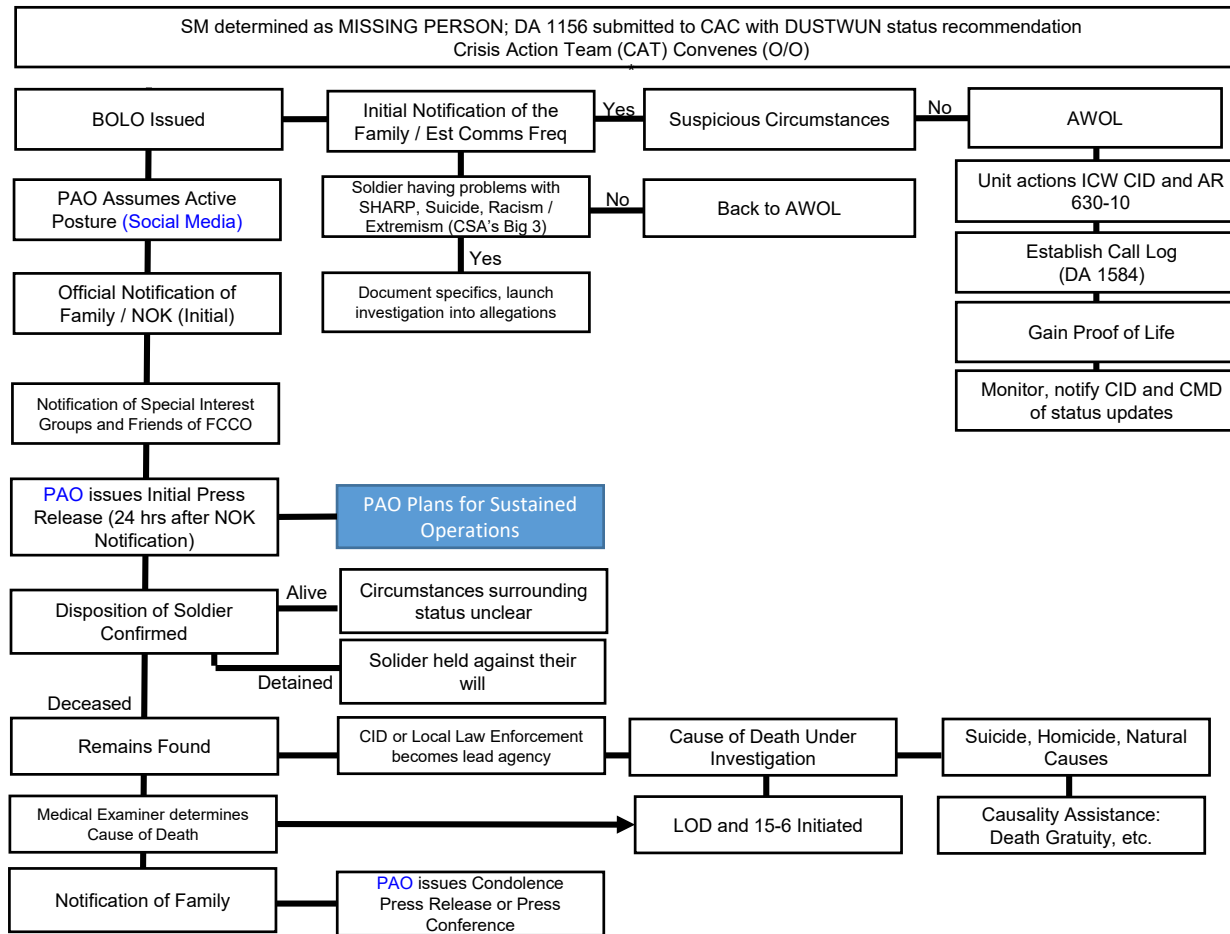 SM determined as MISSING PERSON; DA 1156 submitted to CAC with DUSTWUN status recommendation
Crisis Action Team (CAT) Convenes (O/O)
*
BOLO Issued
Initial Notification of the
Family / Est Comms Freq
Yes
Suspicious Circumstances
No
AWOL
PAO Assumes Active
Posture (Social Media)
Soldier having problems with
SHARP, Suicide, Racism /
Extremism (CSA's Big 3)
No
Back to AWOL
Unit actions ICW CID and AR
630-10
Yes
Establish Call Log
(DA 1584)
Official Notification of
Family / NOK (Initial)
Document specifics, launch
investigation into allegations
Gain Proof of Life
Notification of Special Interest
Groups and Friends of FCCO
Monitor, notify CID and CMD
of status updates
PAO issues Initial Press
Release (24 hrs after NOK
Notification)
PAO Plans for Sustained
Operations
Disposition of Soldier
Confirmed
Alive
Circumstances surrounding
status unclear
Detained
Solider held against their
will
Deceased
Remains Found
CID or Local Law Enforcement
becomes lead agency
Cause of Death Under
Investigation
Suicide, Homicide, Natural
Causes
Medical Examiner determines
Cause of Death
LOD and 15-6 Initiated
Causality Assistance:
Death Gratuity, etc.
Notification of Family
PAO issues Condolence
Press Release or Press
Conference